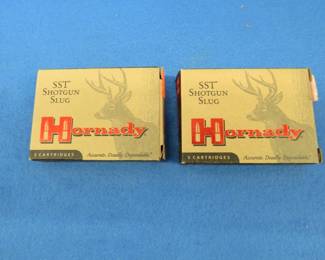 SST
SHOTGUN
SLUG
Hornady
5 CARTRIDGES
Accurate. Deadly. Dependable.
SST
SHOTGUN
SLUG
Hornady
5 CARTRIDGES
Accurate. Deadly. Dependable.